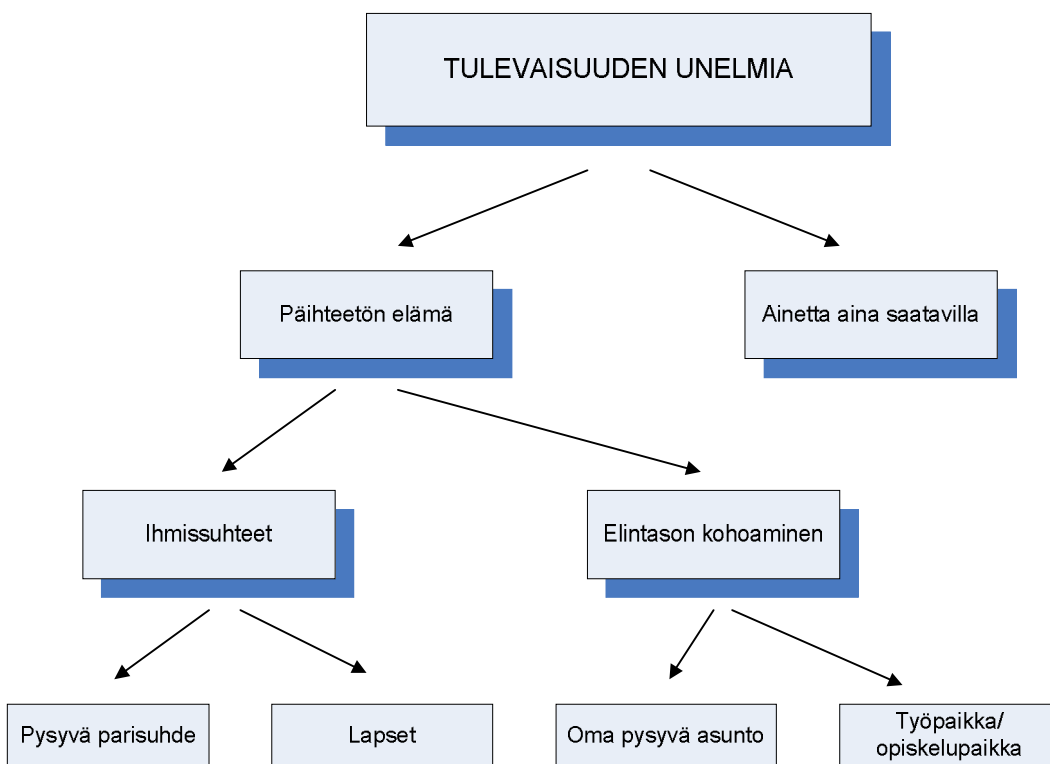 TULEVAISUUDEN UNELMIA
Päihteetön elämä
Ainetta aina saatavilla
Ihmissuhteet
Elintason kohoaminen
Pysyvä parisuhde
Lapset
Oma pysyvä asunto
Työpaikka/
opiskelupaikka